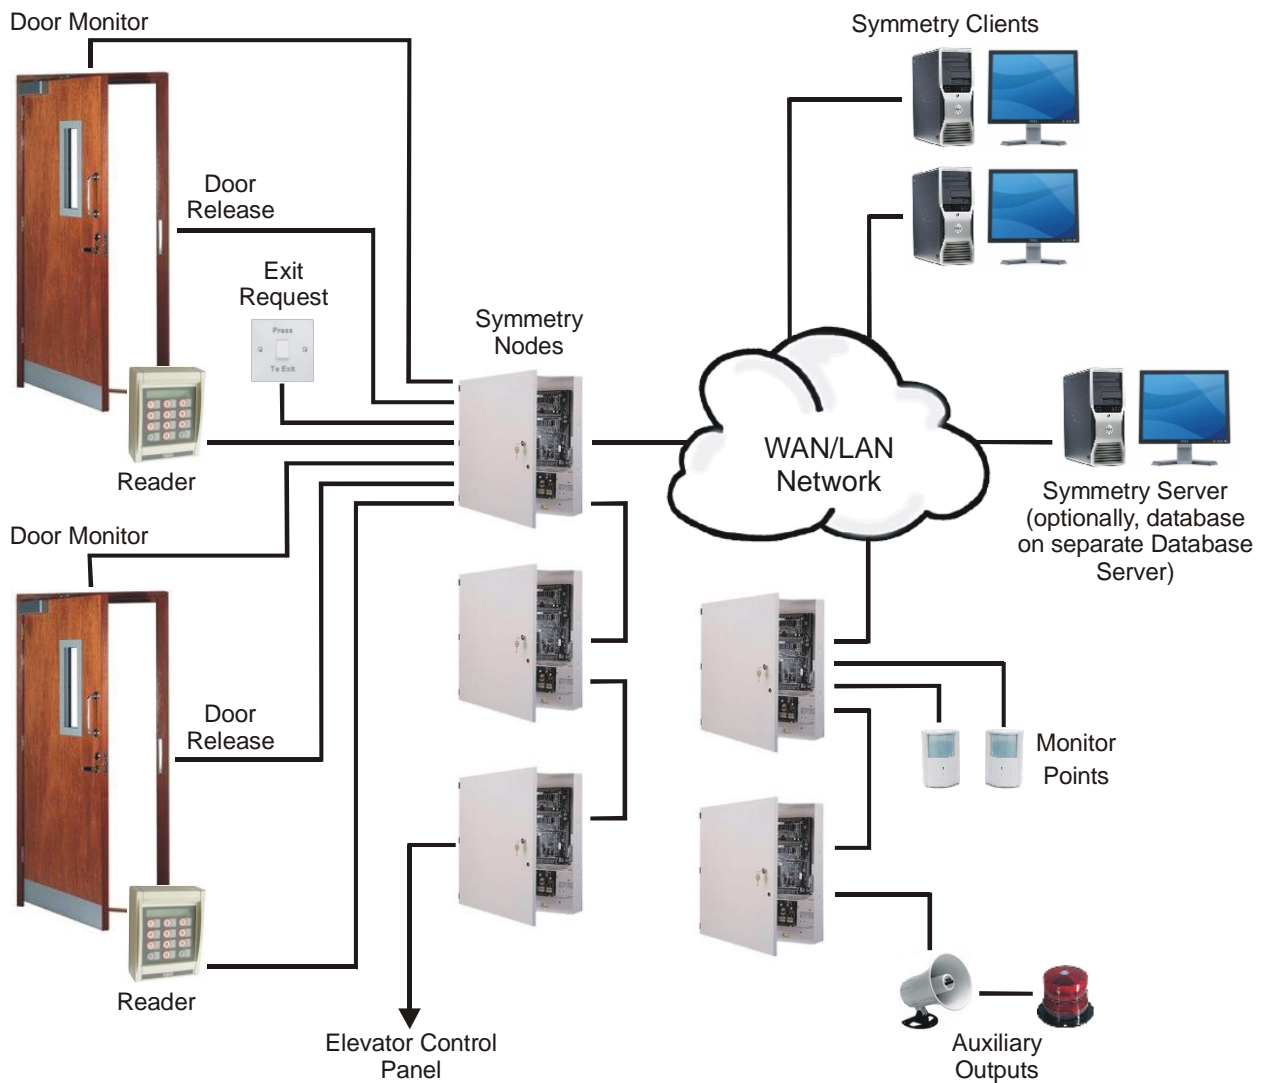 Door Monitor
Symmetry Clients
Door
Release
Exit
Request
Press
To Exit
Symmetry
Nodes
Reader
WAN/LAN
Network
Symmetry Server
(optionally, database
on separate Database
Server)
Door Monitor
Door
Release
Monitor
Points
Reader
Elevator Control
Panel
Auxiliary
Outputs